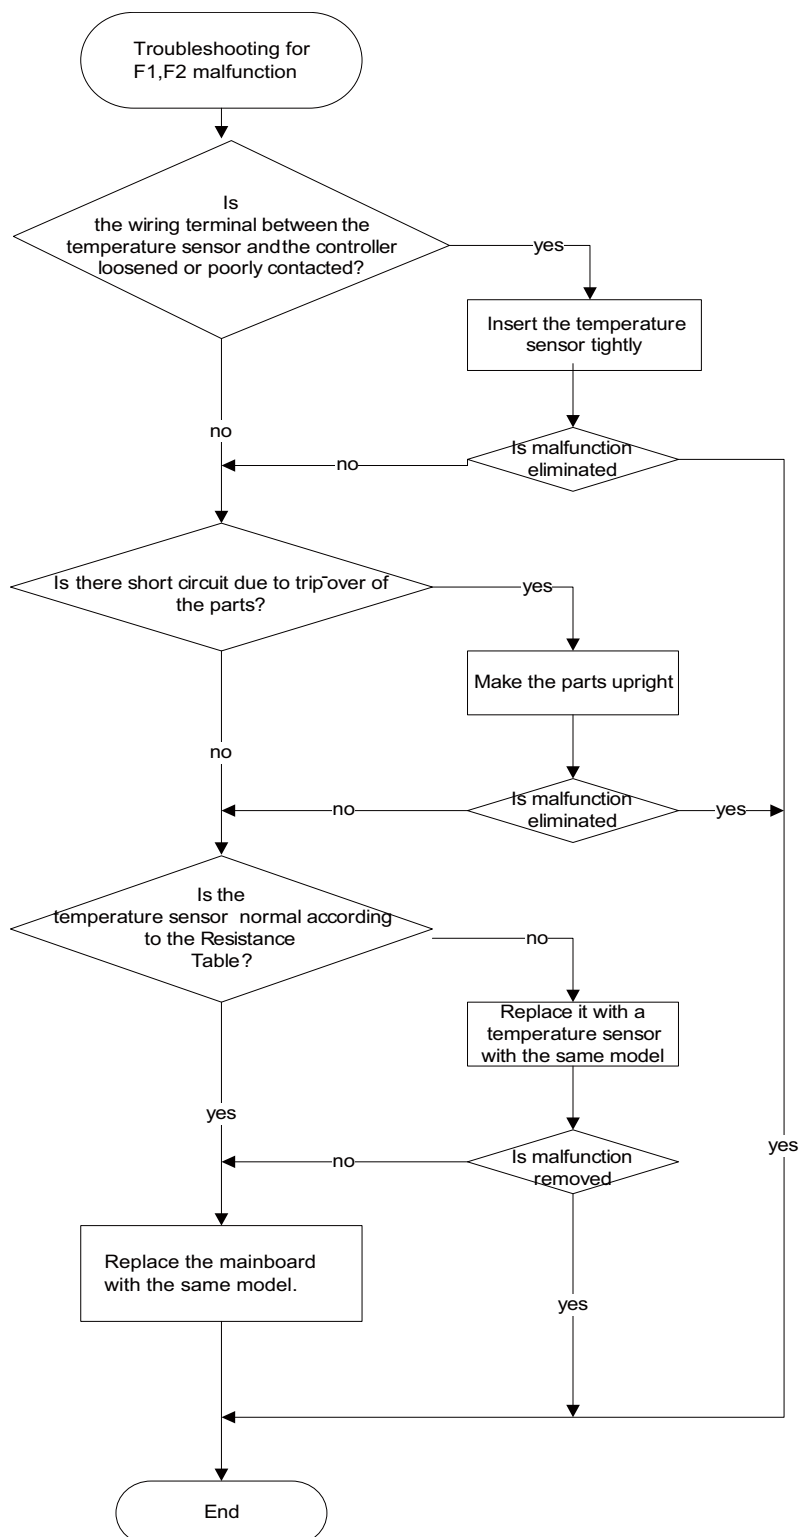 Troubleshooting for
F1,F2 malfunction
Is
the wiring terminal between the
temperature sensor and the controller
loosened or poorly contacted?
yes
Insert the temperature
sensor tightly
no
Is malfunction
eliminated
no
Is there short circuit due to trip-over of
the parts?
yes
Make the parts upright
no
Is malfunction
eliminated
no
yes
Is the
temperature sensor normal according
to the Resistance
Table?
no
Replace it with a
temperature sensor
with the same model
yes
Is malfunction
removed
no
yes
Replace the mainboard
with the same model.
yes
End